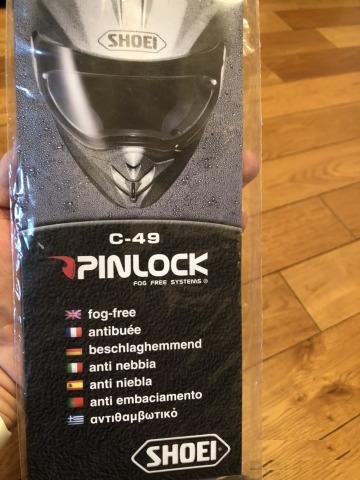 SHOEI
C-49
PINLOCK
FOG FREE SYSTEMS ®
fog-free
antibuée
beschlaghemmend
anti nebbia
anti niebla
anti embaciamento
αντιθαμβωτικό
SHOEI